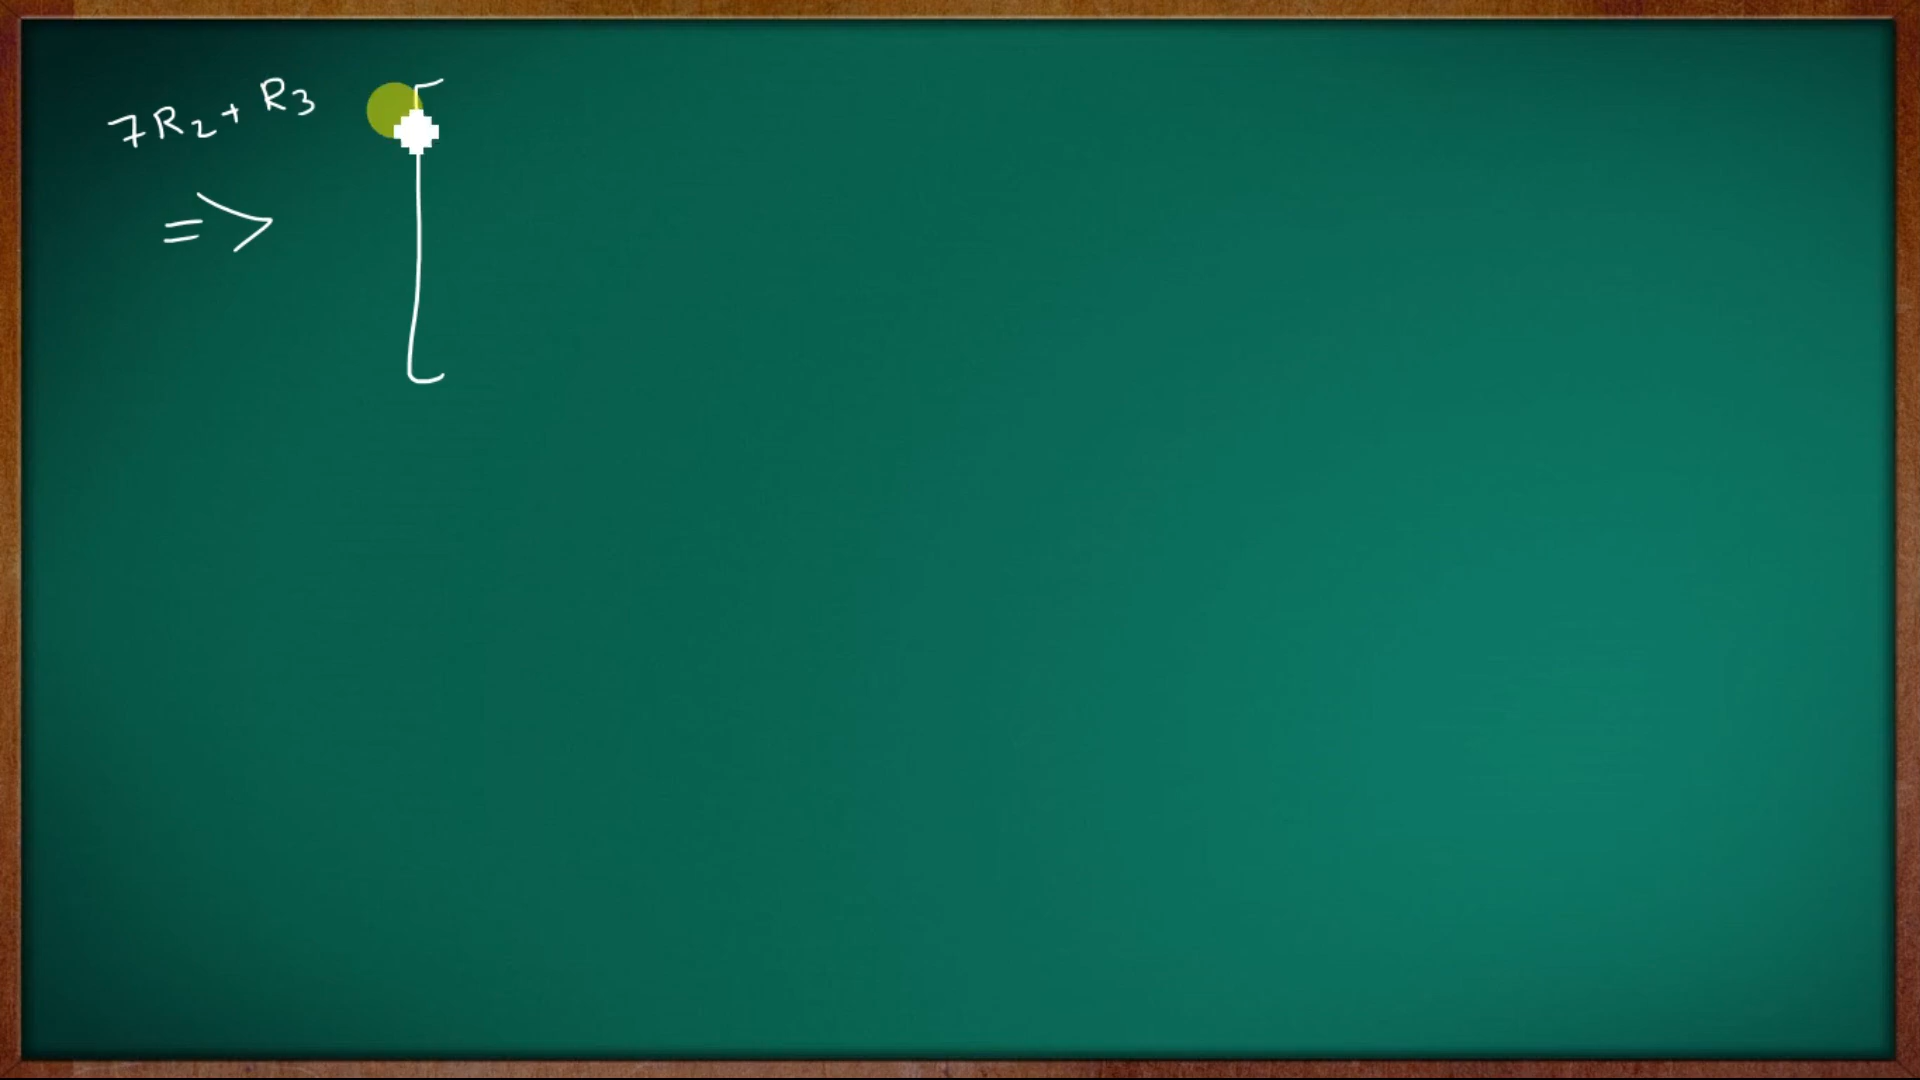 7R2 + R3
=>
[